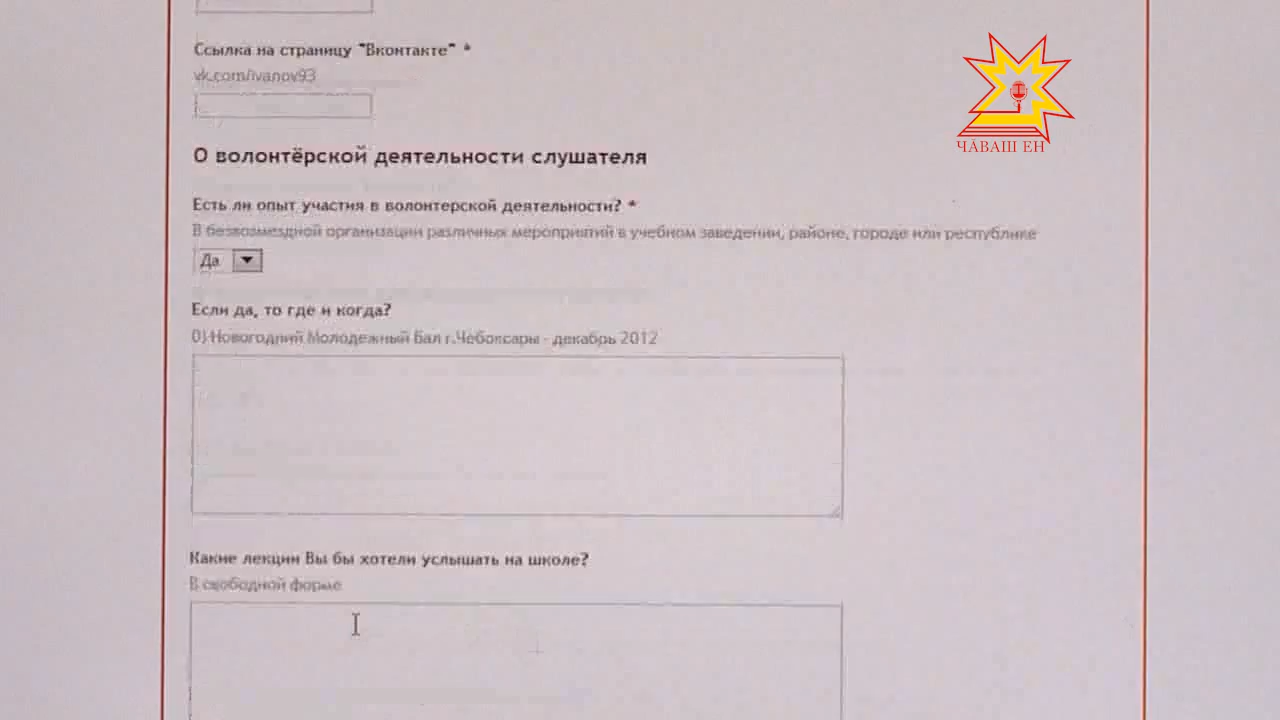 Ссылка на страницу "Вконтакте" *
vk.com/ivanov93
ЧӐВАШ ЕН
О волонтёрской деятельности слушателя
Есть ли опыт участия в волонтерской деятельности? *
В безвозмездной организации различных мероприятий в учебном заведении, районе, городе или республике
Да
Если да, то где и когда?
0) Новогодний Молодежный Бал г.Чебоксары - декабрь 2012
Какие лекции Вы бы хотели услышать на школе?
В свободной форме